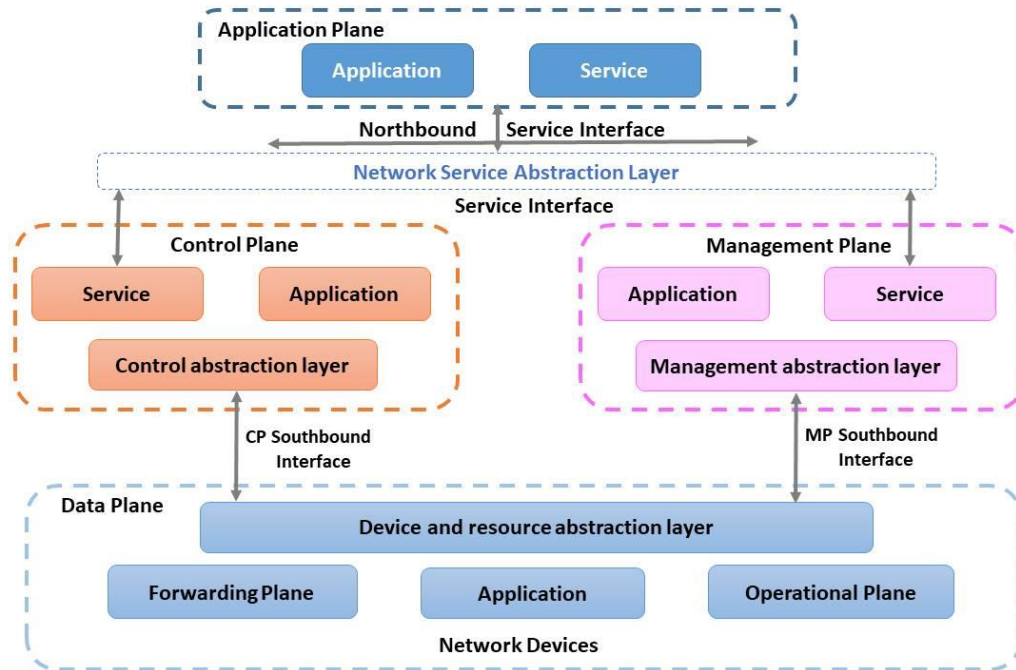 Application Plane
Application
Service
Northbound
Service Interface
Network Service Abstraction Layer
Service Interface
Control Plane
Service
Application
Control abstraction layer
Management Plane
Application
Service
Management abstraction layer
CP Southbound
Interface
MP Southbound
Interface
Data Plane
Device and resource abstraction layer
Forwarding Plane
Application
Operational Plane
Network Devices